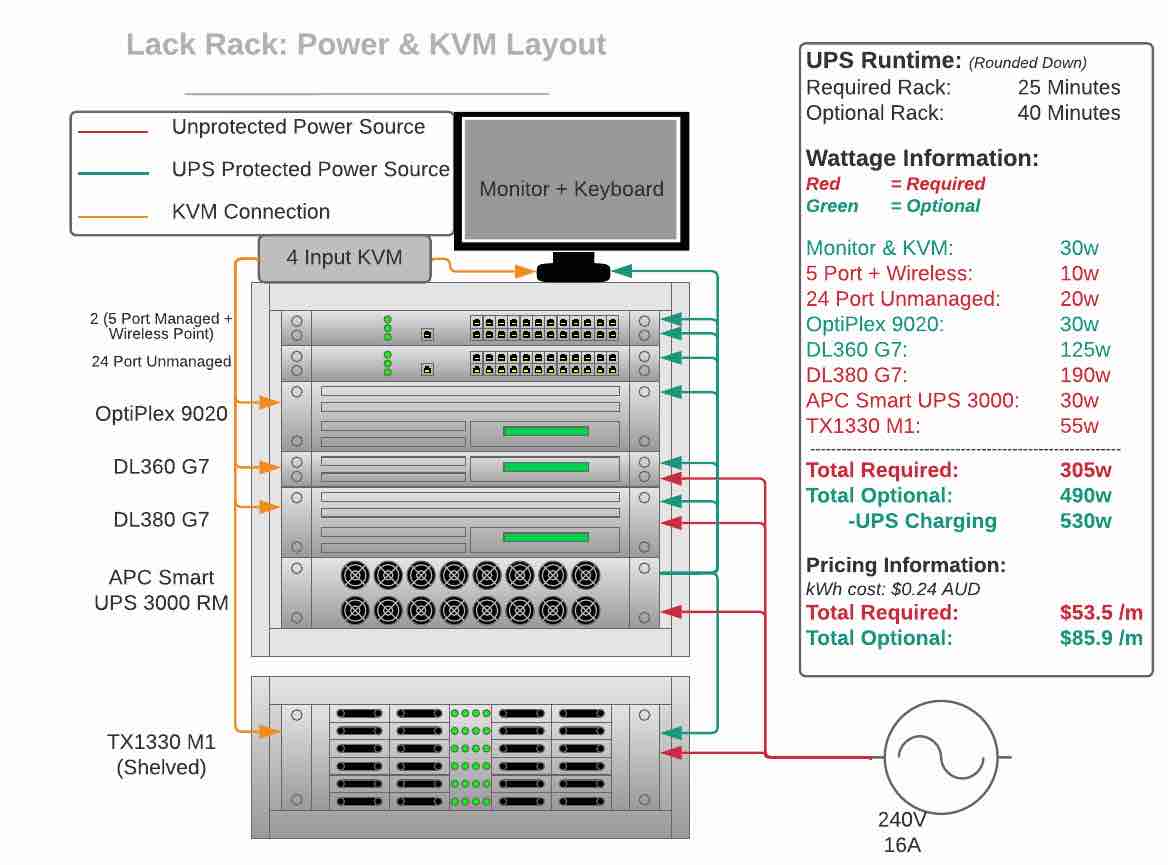 Lack Rack: Power & KVM Layout
Unprotected Power Source
UPS Protected Power Source
KVM Connection
Monitor + Keyboard
4 Input KVM
2 (5 Port Managed +
Wireless Point)
24 Port Unmanaged
OptiPlex 9020
DL360 G7
DL380 G7
APC Smart
UPS 3000 RM
TX1330 M1
(Shelved)
UPS Runtime: (Rounded Down)
Required Rack: 25 Minutes
Optional Rack: 40 Minutes
Wattage Information:
Red = Required
Green = Optional
Monitor & KVM: 30w
5 Port + Wireless: 10w
24 Port Unmanaged: 20w
OptiPlex 9020: 30w
DL360 G7: 125w
DL380 G7: 190w
APC Smart UPS 3000: 30w
TX1330 M1: 55w
Total Required: 305w
Total Optional: 490w
-UPS Charging 530w
Pricing Information:
kWh cost: $0.24 AUD
Total Required: $53.5 /m
Total Optional: $85.9 /m
240V
16A